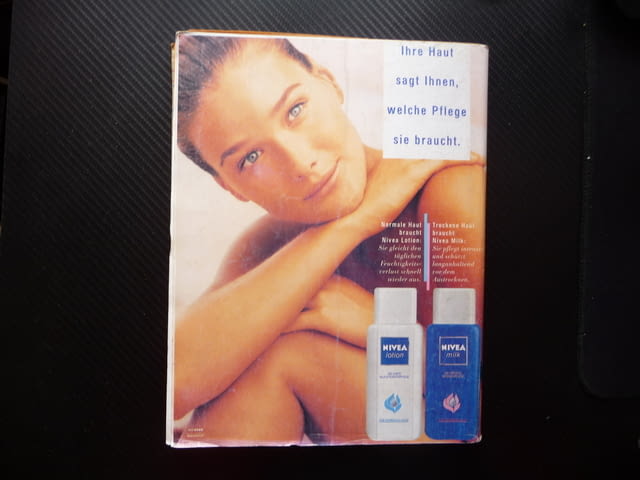 Ihre Haut
sagt Ihnen,
welche Pflege
sie braucht.
Normale Haut
braucht
Nivea Lotion:
Sie gleicht den
täglichen
Feuchtigkeits-
verlust schnell
wieder aus.
Trockene Haut
braucht
Nivea Milk:
Sie pflegt intensiv
und schützt
langanhaltend
vor dem
Austrocknen.
NIVEA
lotion
NIVEA
milk